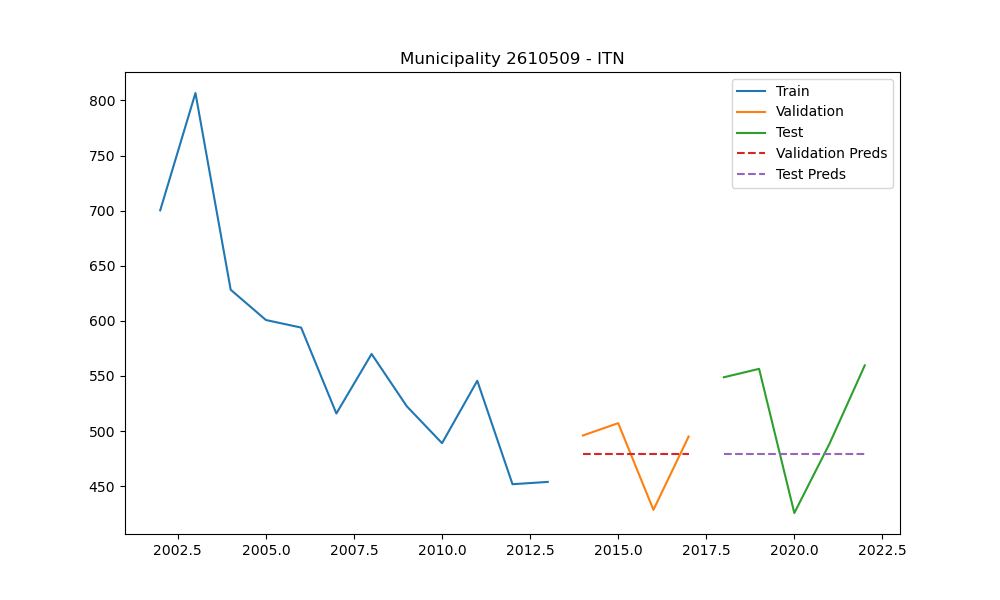 Municipality 2610509 - ITN
Train
Validation
Test
Validation Preds
Test Preds
800
750
700
650
600
550
500
450
2002.5 2005.0 2007.5 2010.0 2012.5 2015.0 2017.5 2020.0 2022.5